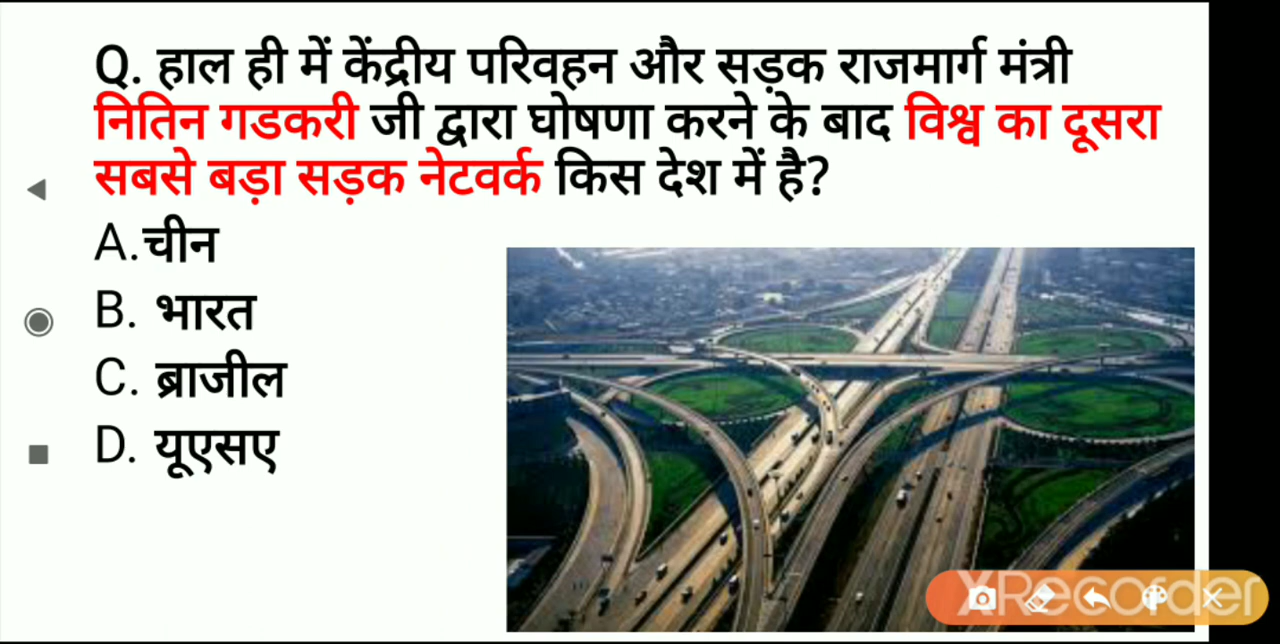 Q. हाल ही में केंद्रीय परिवहन और सड़क राजमार्ग मंत्री
नितिन गडकरी जी द्वारा घोषणा करने के बाद विश्व का दूसरा
सबसे बड़ा सड़क नेटवर्क किस देश में है?
A.चीन
B. भारत
C. ब्राजील
D. यूएसए
XRecorder